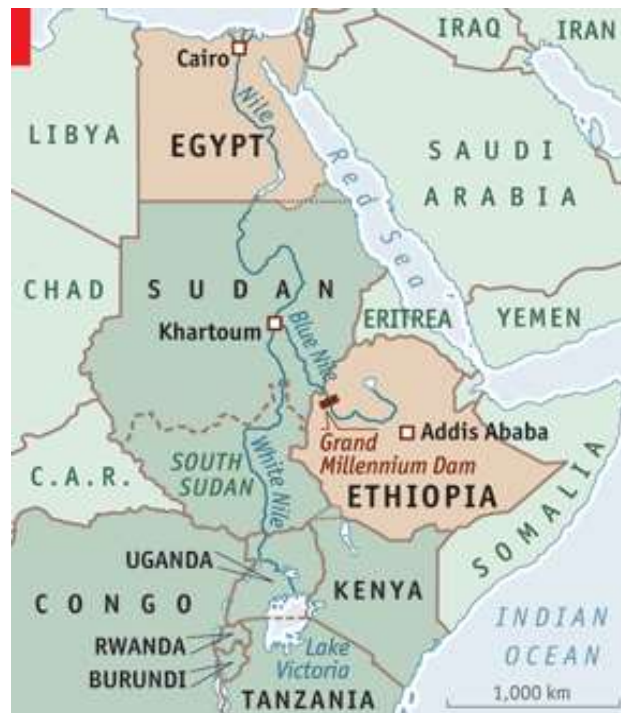 IRAQ
IRAN
Cairo
LIBYA
Nile
EGYPT
Red Sea
SAUDI
ARABIA
CHAD
SUDAN
Khartoum
Blue Nile
ERITREA
YEMEN
Addis Ababa
Grand
Millennium Dam
C.A.R.
SOUTH
SUDAN
White Nile
ETHIOPIA
SOMALIA
UGANDA
KENYA
CONGO
RWANDA
BURUNDI
Lake
Victoria
TANZANIA
INDIAN
OCEAN
1,000 km